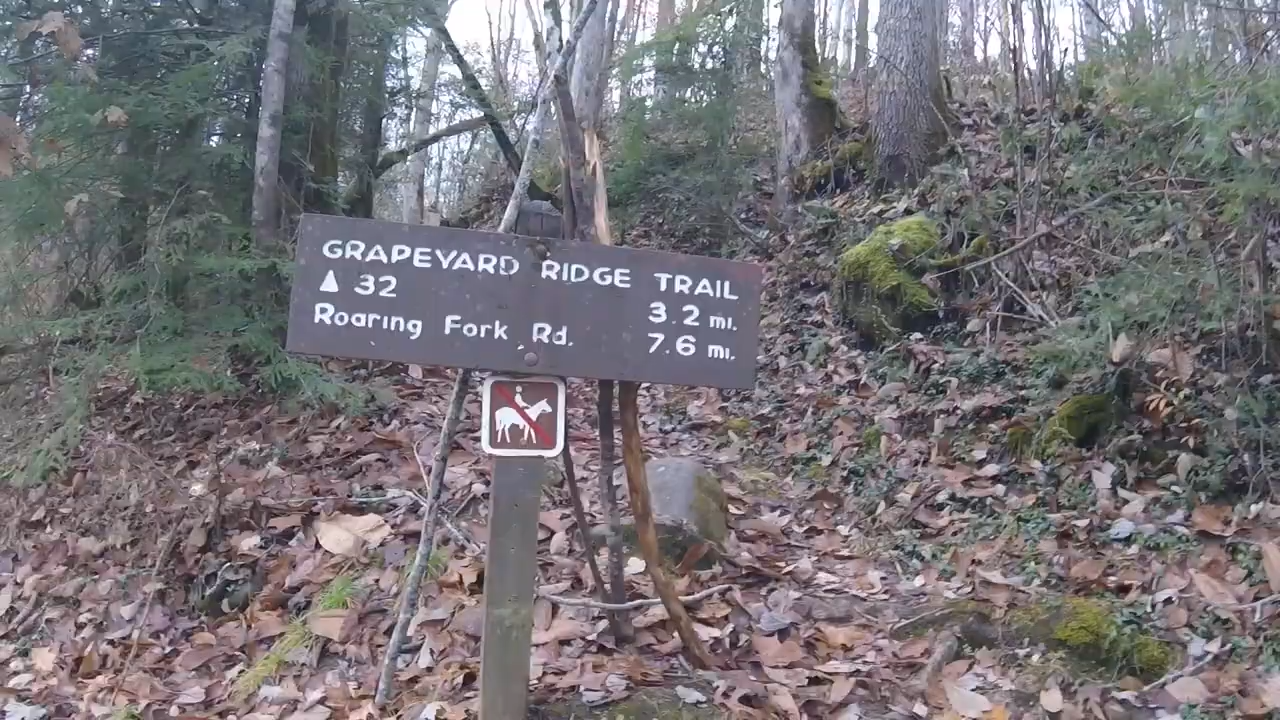 GRAPEYARD RIDGE TRAIL
▲ 32 3.2 mi.
Roaring Fork Rd. 7.6 mi.